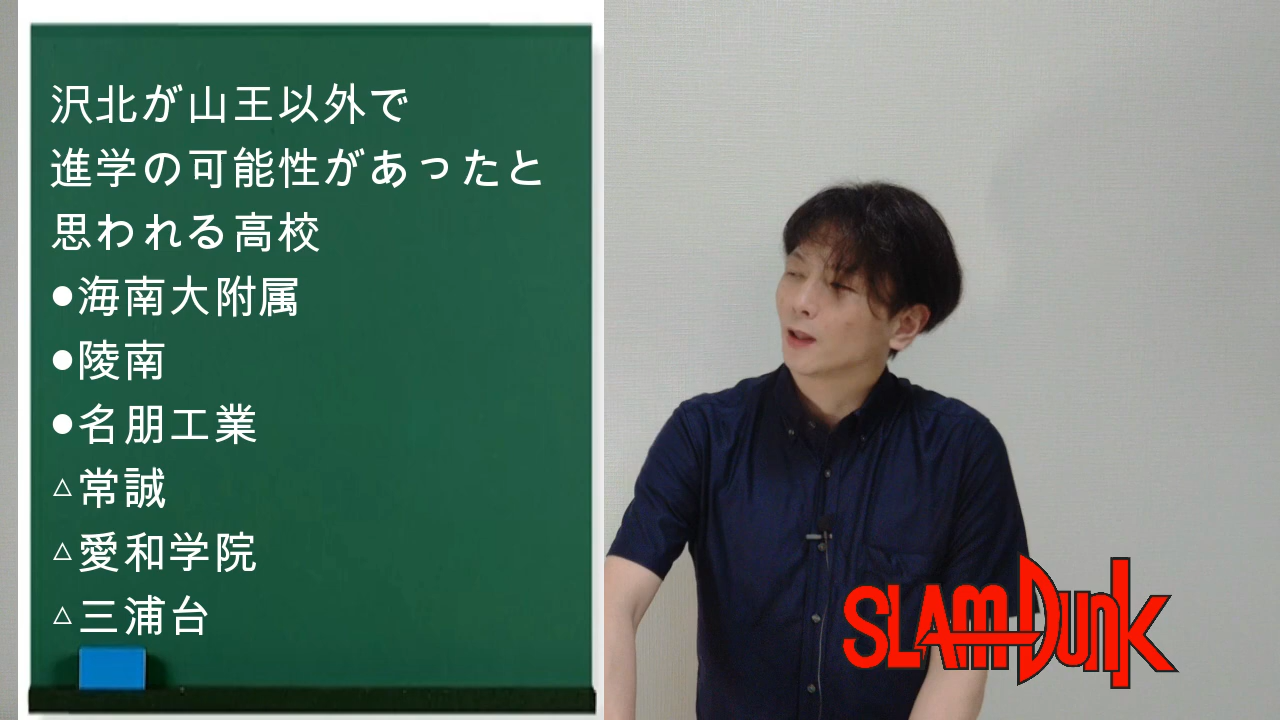 沢北が山王以外で
進学の可能性があったと
思われる高校
●海南大附属
●陵南
●名朋工業
△常誠
△愛和学院
△三浦台
SLAM DUNK